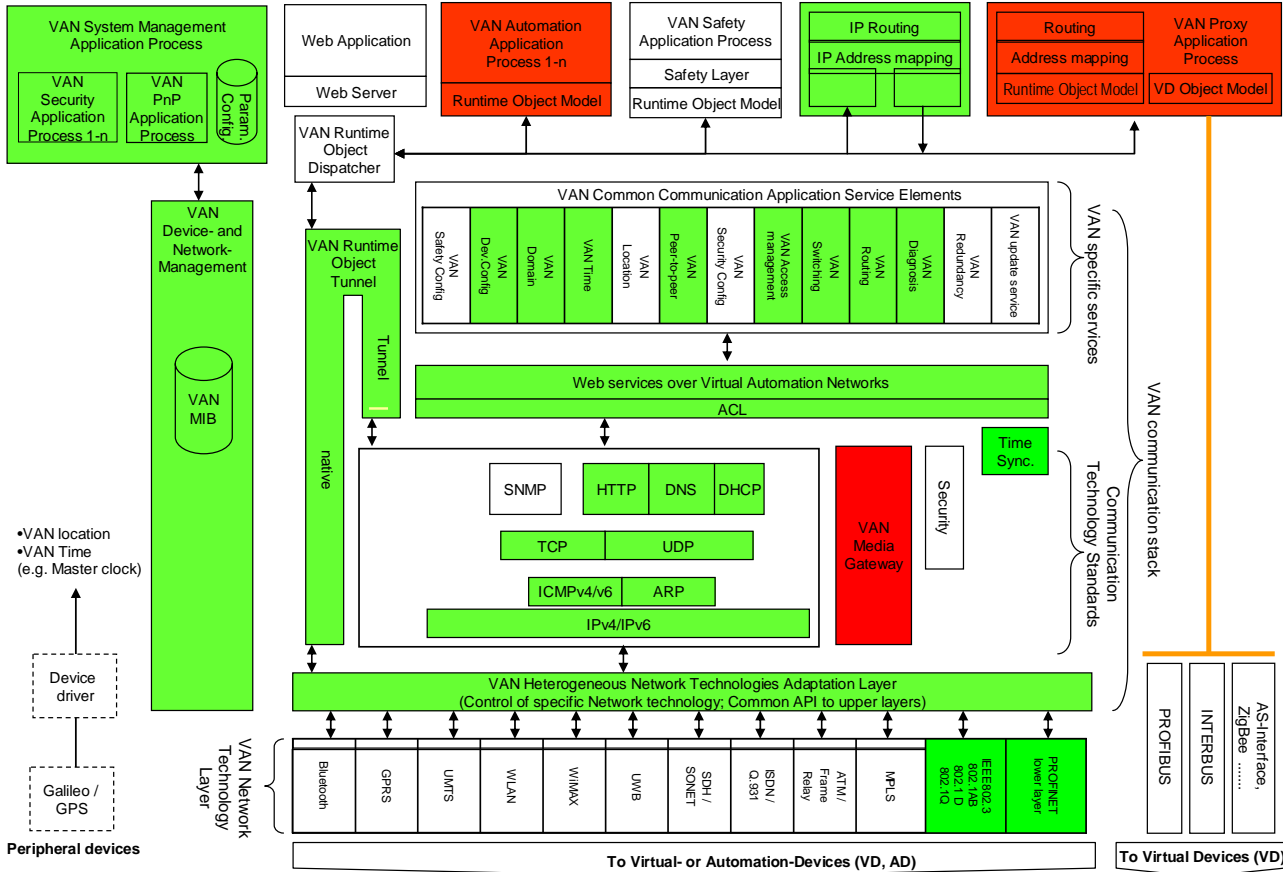 VAN System Management
Application Process
VAN
Security
Application
Process 1-n
VAN
PnP
Application
Process
Param.
Config
Web Application
Web Server
VAN Automation
Application
Process 1-n
Runtime Object Model
VAN Safety
Application Process
Safety Layer
Runtime Object Model
IP Routing
IP Address mapping
Routing
Address mapping
Runtime Object Model
VAN Proxy
Application
Process
VD Object Model
VAN Runtime
Object
Dispatcher
VAN
Device- and
Network-
Management
VAN
MIB
VAN Runtime
Object
Tunnel
Tunnel
native
VAN Common Communication Application Service Elements
VAN
Safety Config
VAN
Dev.Config
VAN
Domain
VAN Time
VAN
Location
VAN
Peer-to-peer
VAN
Security Config
VAN Access
management
VAN
Switching
VAN
Routing
VAN
Diagnosis
VAN
Redundancy
VAN update service
VAN
specific services
Web services over Virtual Automation Networks
ACL
SNMP
HTTP
DNS
DHCP
TCP
UDP
ICMPv4/v6
ARP
IPv4/IPv6
VAN
Media
Gateway
Security
Time
Sync.
Communication
Technology Standards
VAN communication stack
•VAN location
•VAN Time
(e.g. Master clock)
Device
driver
Galileo /
GPS
Peripheral devices
VAN Heterogeneous Network Technologies Adaptation Layer
(Control of specific Network technology; Common API to upper layers)
VAN Network
Technology
Layer
Bluetooth
GPRS
UMTS
WLAN
WiMAX
UWB
SDH /
SONET
ISDN /
Q.931
ATM /
Frame
Relay
MPLS
IEEE802.3
802.1AB
802.1 D
802.1Q
PROFINET
lower layer
PROFIBUS
INTERBUS
AS-Interface,
ZigBee ......
To Virtual- or Automation-Devices (VD, AD)
To Virtual Devices (VD)